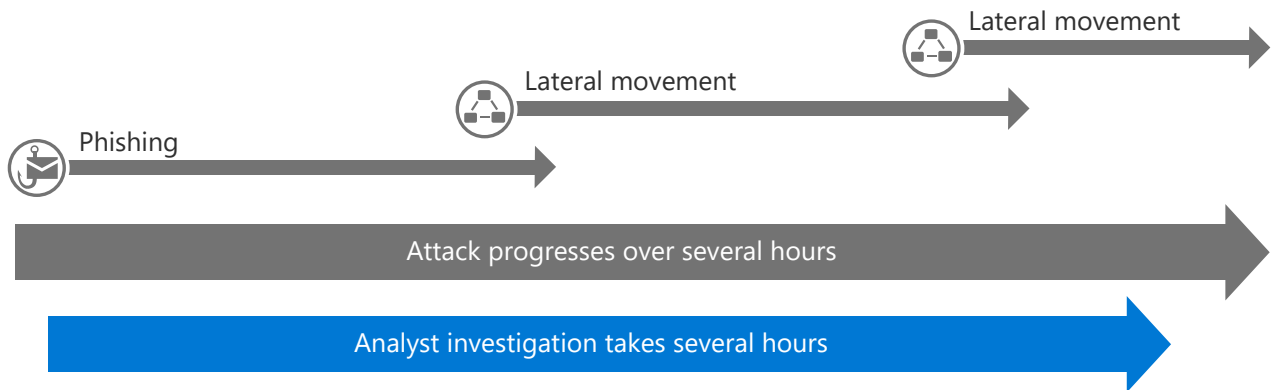 Lateral movement
Lateral movement
Phishing
Attack progresses over several hours
Analyst investigation takes several hours